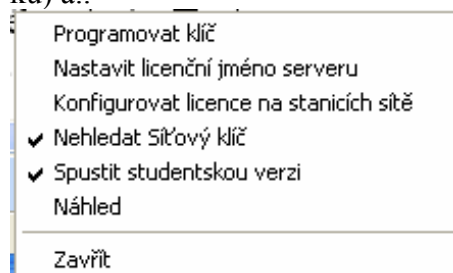 Programovat klíč
Nastavit licenční jméno serveru
Konfigurovat licence na stanicích sítě
Nehledat Síťový klíč
Spustit studentskou verzi
Náhled
Zavřít